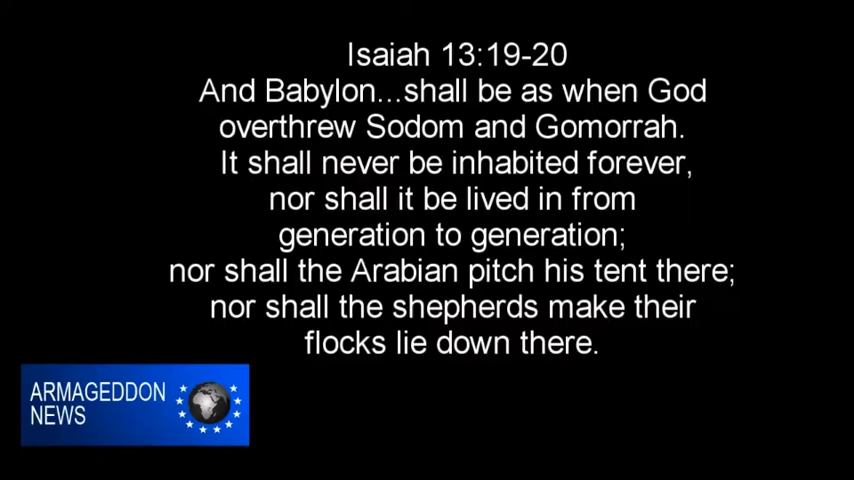 Isaiah 13:19-20
And Babylon...shall be as when God
overthrew Sodom and Gomorrah.
It shall never be inhabited forever,
nor shall it be lived in from
generation to generation;
nor shall the Arabian pitch his tent there;
nor shall the shepherds make their
flocks lie down there.
ARMAGEDDON
NEWS